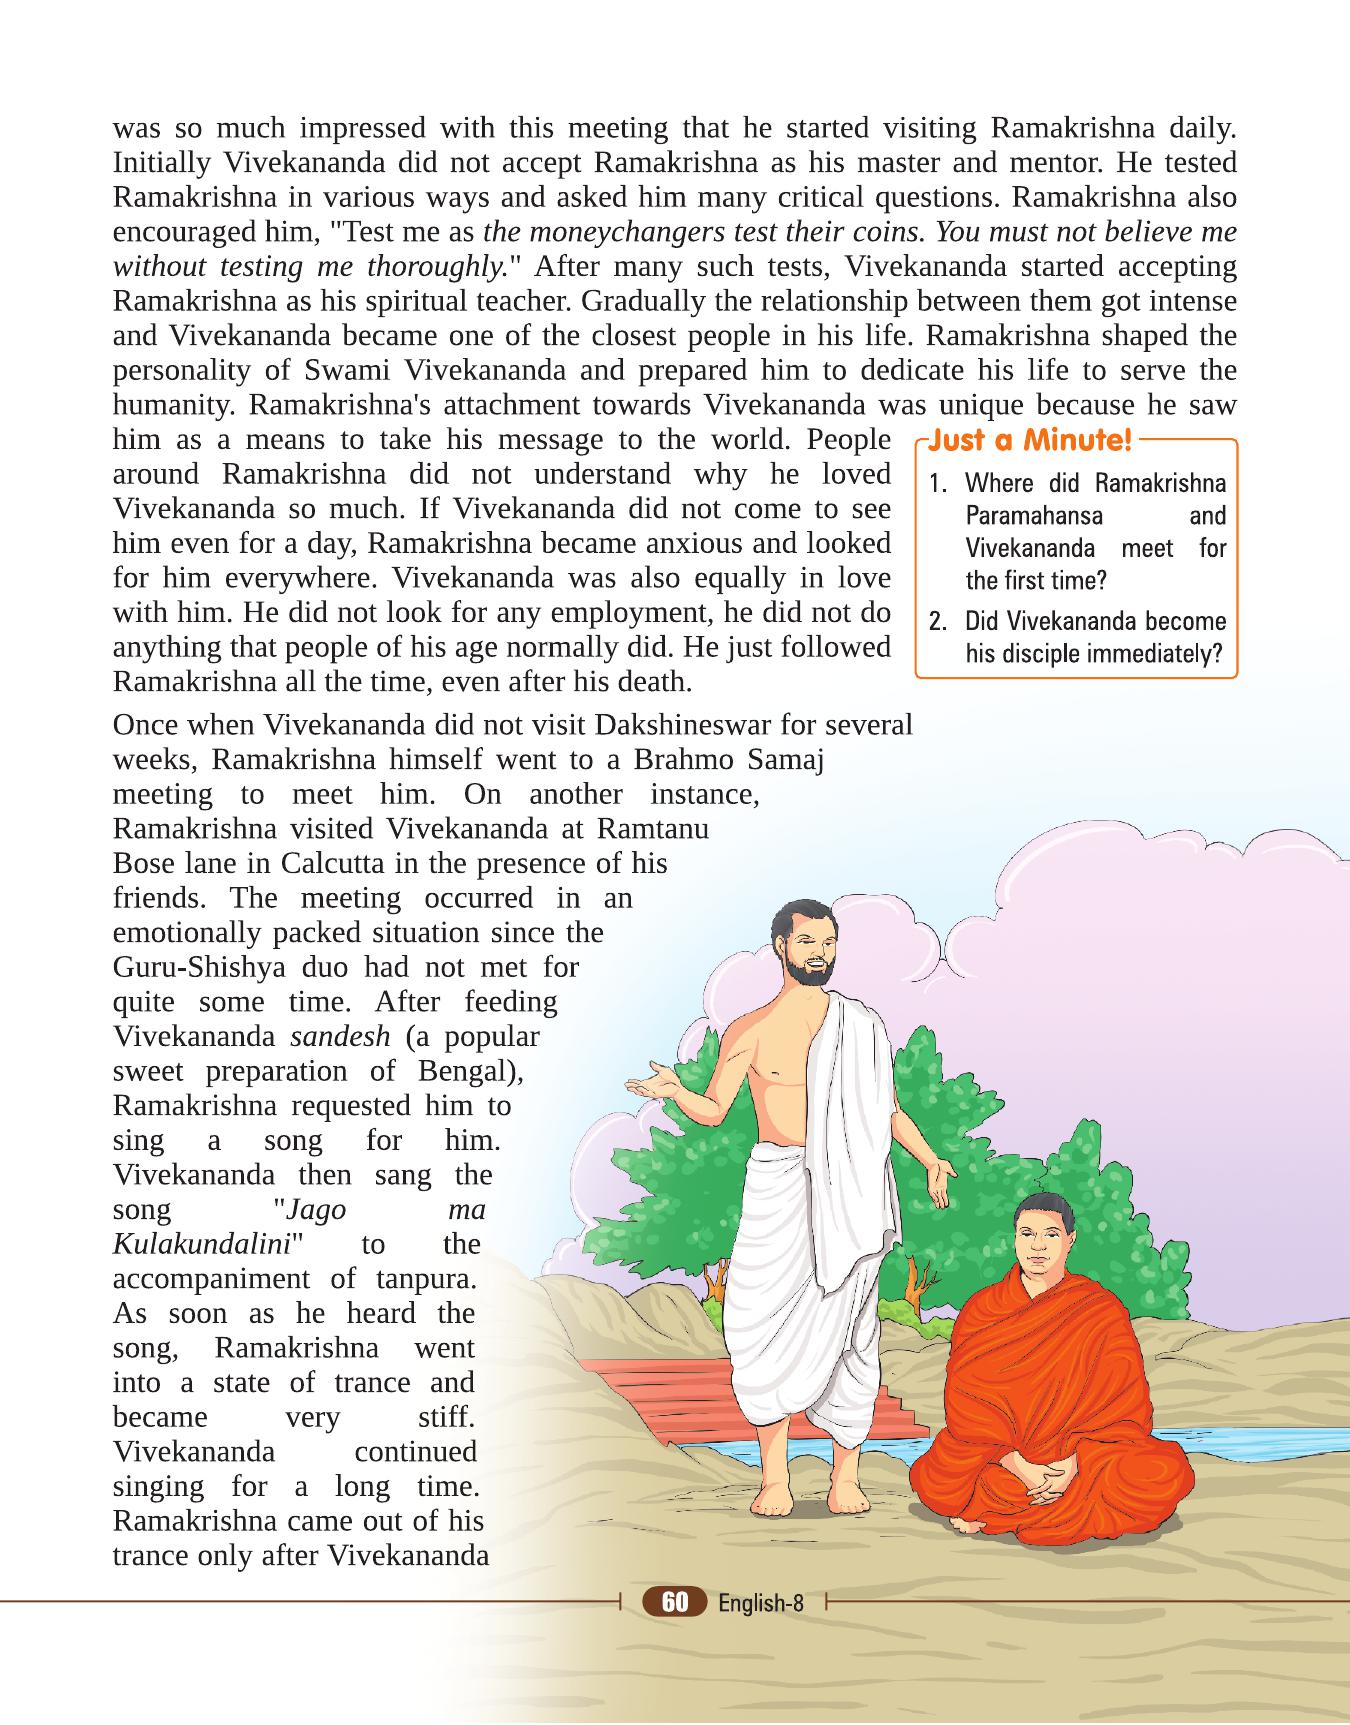 was so much impressed with this meeting that he started visiting Ramakrishna daily.
Initially Vivekananda did not accept Ramakrishna as his master and mentor. He tested
Ramakrishna in various ways and asked him many critical questions. Ramakrishna also
encouraged him, "Test me as the moneychangers test their coins. You must not believe me
without testing me thoroughly." After many such tests, Vivekananda started accepting
Ramakrishna as his spiritual teacher. Gradually the relationship between them got intense
and Vivekananda became one of the closest people in his life. Ramakrishna shaped the
personality of Swami Vivekananda and prepared him to dedicate his life to serve the
humanity. Ramakrishna's attachment towards Vivekananda was unique because he saw
him as a means to take his message to the world. People
around Ramakrishna did not understand why he loved
Vivekananda so much. If Vivekananda did not come to see
him even for a day, Ramakrishna became anxious and looked
for him everywhere. Vivekananda was also equally in love
with him. He did not look for any employment, he did not do
anything that people of his age normally did. He just followed
Ramakrishna all the time, even after his death.
Just a Minute!
1. Where did Ramakrishna
Paramahansa and
Vivekananda meet for
the first time?
2. Did Vivekananda become
his disciple immediately?
Once when Vivekananda did not visit Dakshineswar for several
weeks, Ramakrishna himself went to a Brahmo Samaj
meeting to meet him. On another instance,
Ramakrishna visited Vivekananda at Ramtanu
Bose lane in Calcutta in the presence of his
friends. The meeting occurred in an
emotionally packed situation since the
Guru-Shishya duo had not met for
quite some time. After feeding
Vivekananda sandesh (a popular
sweet preparation of Bengal),
Ramakrishna requested him to
sing a song for him.
Vivekananda then sang the
song "Jago ma
Kulakundalini" to the
accompaniment of tanpura.
As soon as he heard the
song, Ramakrishna went
into a state of trance and
became very stiff.
Vivekananda continued
singing for a long time.
Ramakrishna came out of his
trance only after Vivekananda
60 English-8